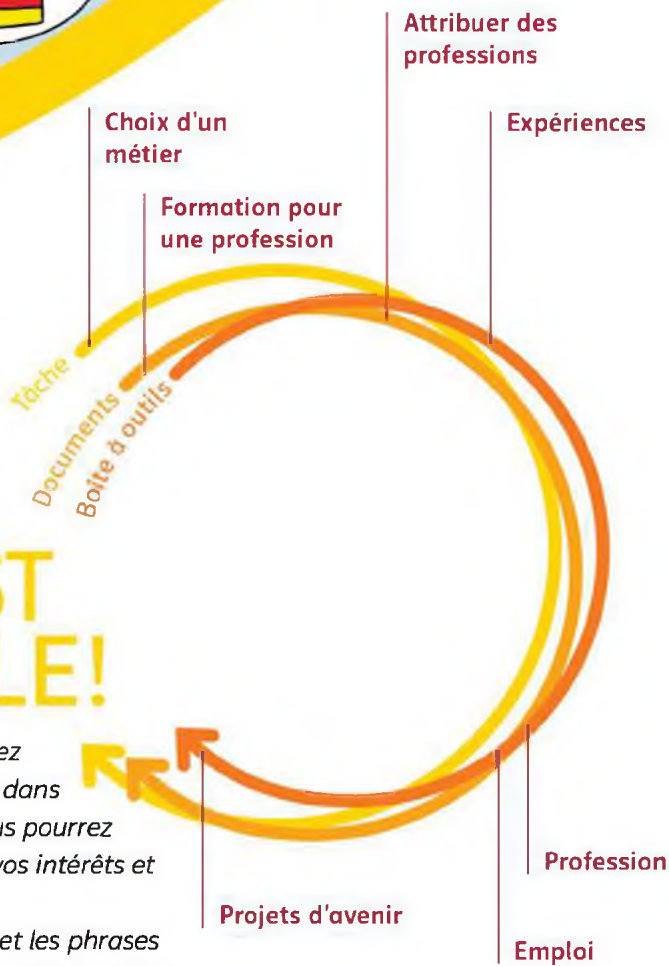 Attribuer des
professions
Choix d'un
métier
Expériences
Formation pour
une profession
Tâche
Documents
Boîte à outils
ST
LE!
ez
dans
us pourrez
vos intérêts et
et les phrases
Profession
Projets d'avenir
Emploi